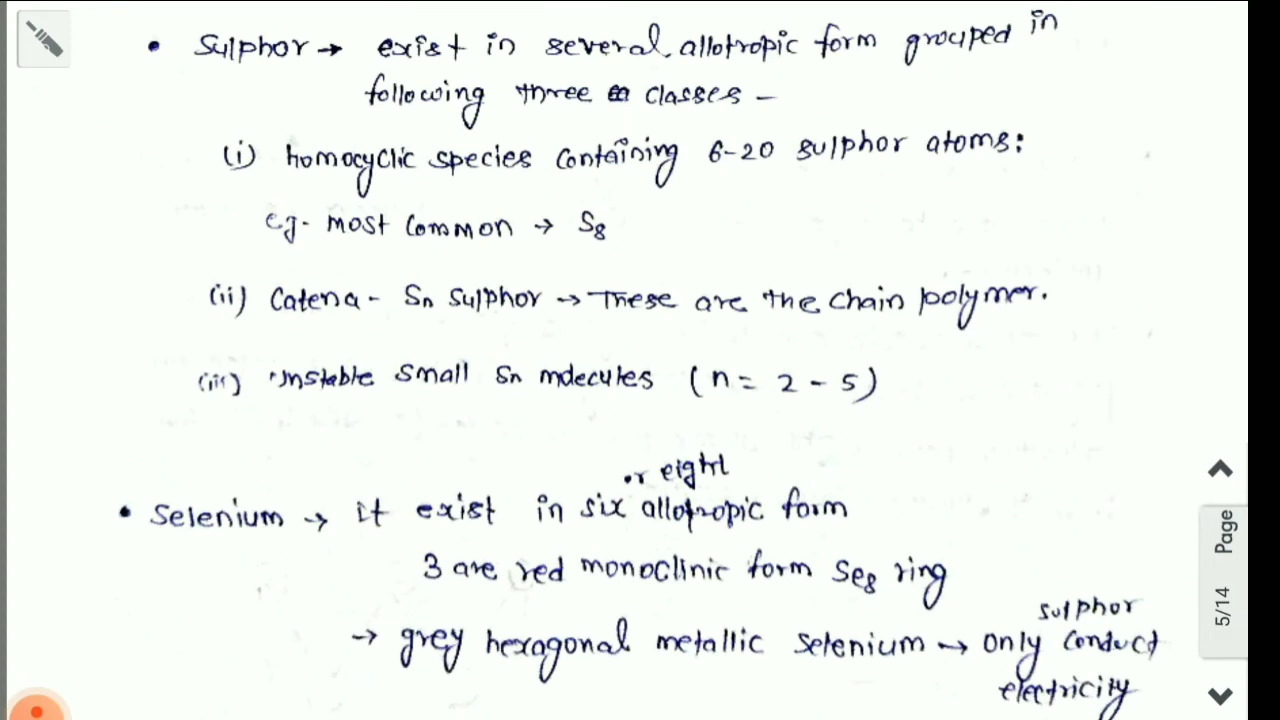 • Sulphor → exist in several allotropic form grouped in
following three classes -
(i) homocyclic species containing 6-20 sulphor atoms:
eg- most common → S₈
(ii) Catena - Sn Sulphor → These are the chain polymer.
(iii) Unstable small Sn molecules (n = 2 - 5)
or eight
• Selenium → it exist in six allotropic form
3 are red monoclinic form Se₈ ring
sulphor
→ grey hexagonal metallic selenium → only conduct
electricity
Page
5/14